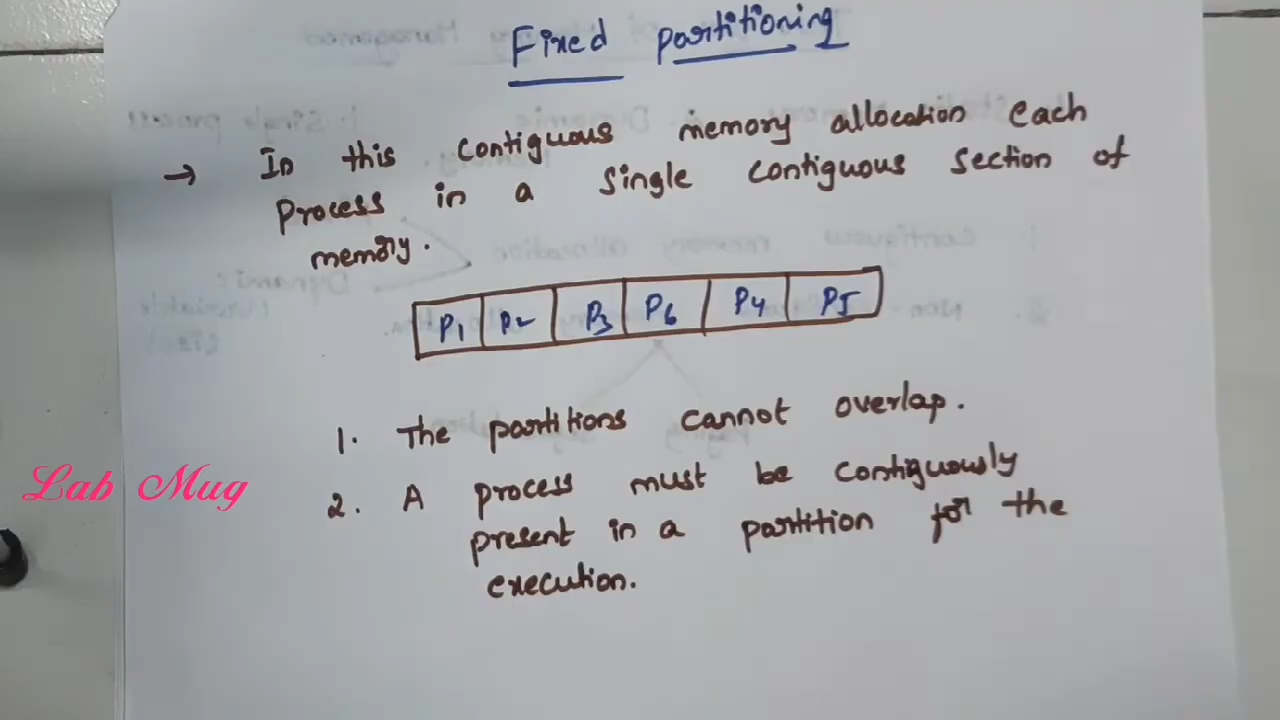 Fixed partitioning
→ In this contiguous memory allocation each
Process in a single contiguous section of
memory.
P1 P2 P3 P6 P4 P5
1. The partitions cannot overlap.
2. A process must be contiguously
present in a partition for the
execution.
Lab Mug